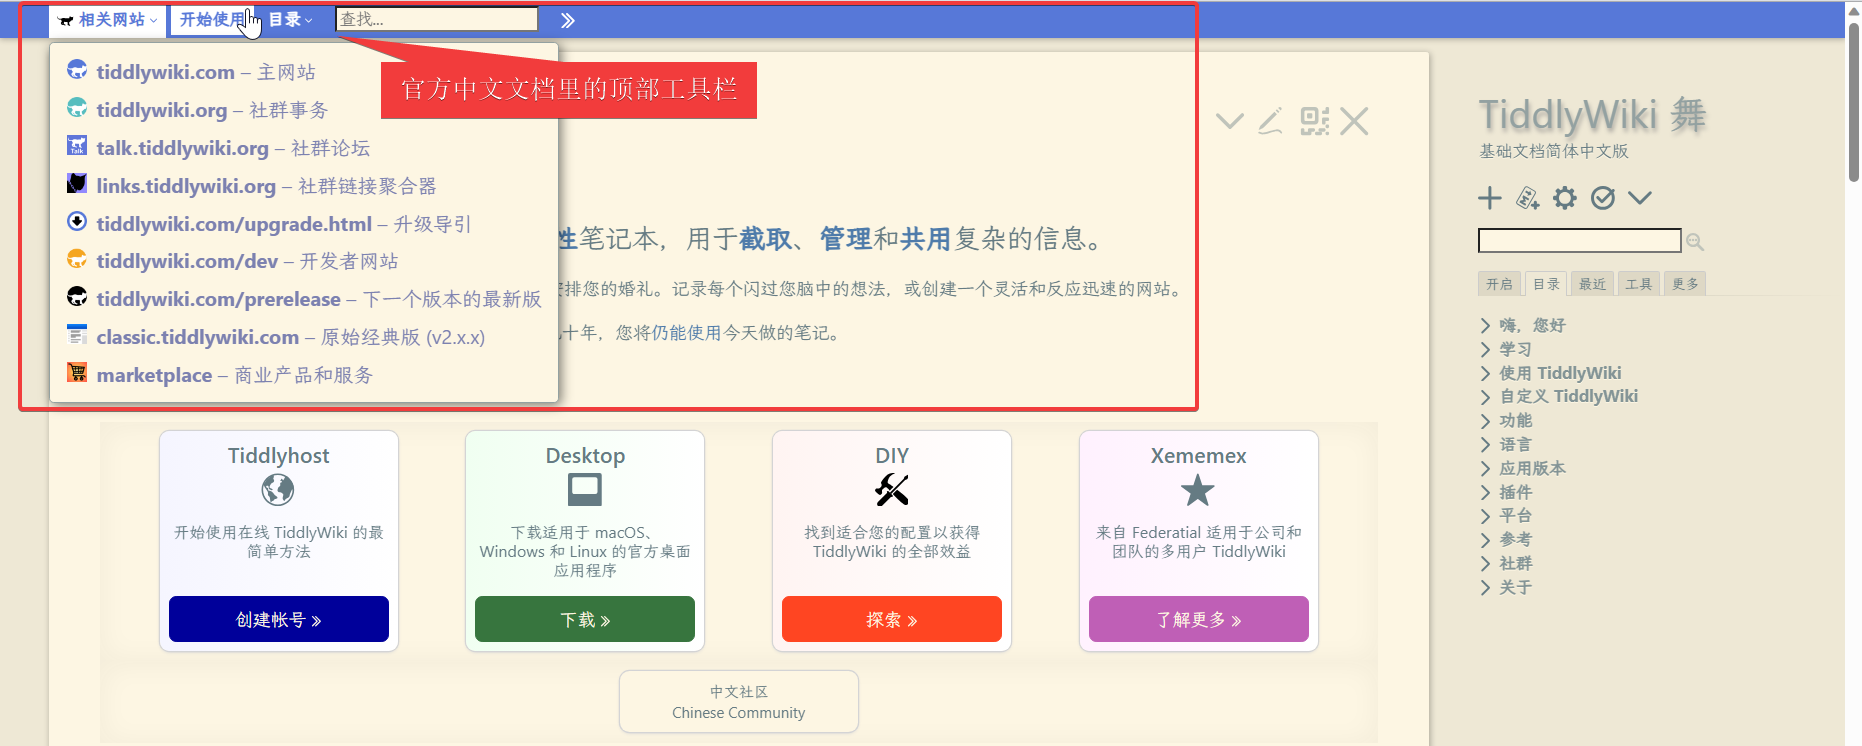 相关网站
开始使用
目录
查找...
官方中文文档里的顶部工具栏
tiddlywiki.com – 主网站
tiddlywiki.org – 社群事务
talk.tiddlywiki.org – 社群论坛
links.tiddlywiki.org – 社群链接聚合器
tiddlywiki.com/upgrade.html – 升级导引
tiddlywiki.com/dev – 开发者网站
tiddlywiki.com/prerelease – 下一个版本的最新版
classic.tiddlywiki.com – 原始经典版 (v2.x.x)
marketplace – 商业产品和服务
性笔记本，用于截取、管理和共用复杂的信息。
排您的婚礼。记录每个闪过您脑中的想法，或创建一个灵活和反应迅速的网站。
十年，您将仍能使用今天做的笔记。
Tiddlyhost
开始使用在线 TiddlyWiki 的最
简单方法
创建帐号 »
Desktop
下载适用于 macOS、
Windows 和 Linux 的官方桌面
应用程序
下载 »
DIY
找到适合您的配置以获得
TiddlyWiki 的全部效益
探索 »
Xememex
来自 Federatial 适用于公司和
团队的多用户 TiddlyWiki
了解更多 »
中文社区
Chinese Community
TiddlyWiki 舞
基础文档简体中文版
开启
目录
最近
工具
更多
嗨，您好
学习
使用 TiddlyWiki
自定义 TiddlyWiki
功能
语言
应用版本
插件
平台
参考
社群
关于